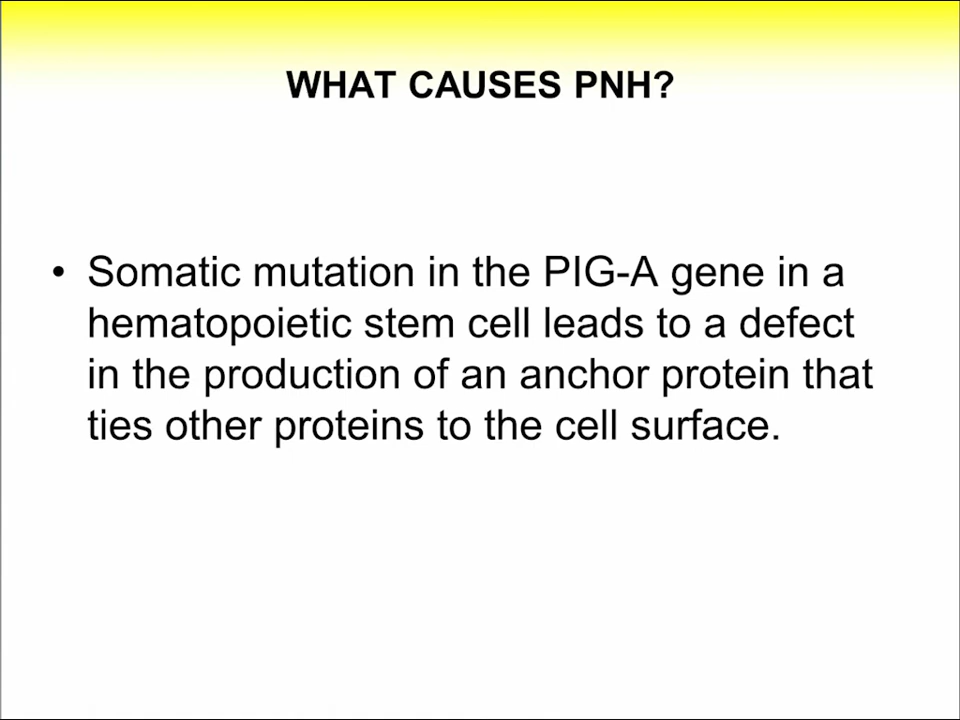 WHAT CAUSES PNH?
• Somatic mutation in the PIG-A gene in a
hematopoietic stem cell leads to a defect
in the production of an anchor protein that
ties other proteins to the cell surface.